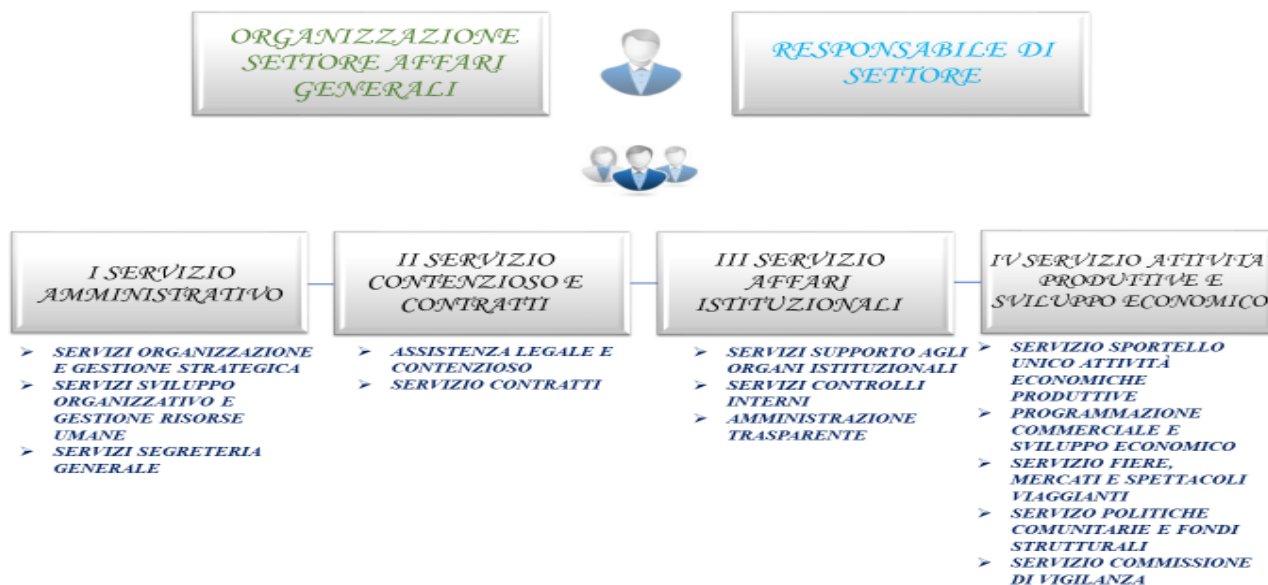 ORGANIZZAZIONE
SETTORE AFFARI
GENERALI
RESPONSABILE DI
SETTORE
I SERVIZIO
AMMINISTRATIVO
II SERVIZIO
CONTENZIOSO E
CONTRATTI
III SERVIZIO
AFFARI
ISTITUZIONALI
IV SERVIZIO ATTIVITA
PRODUTTIVE E
SVILUPPO ECONOMICO
➤ SERVIZI ORGANIZZAZIONE
E GESTIONE STRATEGICA
➤ SERVIZI SVILUPPO
ORGANIZZATIVO E
GESTIONE RISORSE
UMANE
➤ SERVIZI SEGRETERIA
GENERALE
➤ ASSISTENZA LEGALE E
CONTENZIOSO
➤ SERVIZIO CONTRATTI
➤ SERVIZI SUPPORTO AGLI
ORGANI ISTITUZIONALI
➤ SERVIZI CONTROLLI
INTERNI
➤ AMMINISTRAZIONE
TRASPARENTE
➤ SERVIZIO SPORTELLO
UNICO ATTIVITÀ
ECONOMICHE
PRODUTTIVE
➤ PROGRAMMAZIONE
COMMERCIALE E
SVILUPPO ECONOMICO
➤ SERVIZIO FIERE,
MERCATI E SPETTACOLI
VIAGGIANTI
➤ SERVIZO POLITICHE
COMUNITARIE E FONDI
STRUTTURALI
➤ SERVIZIO COMMISSIONE
DI VIGILANZA